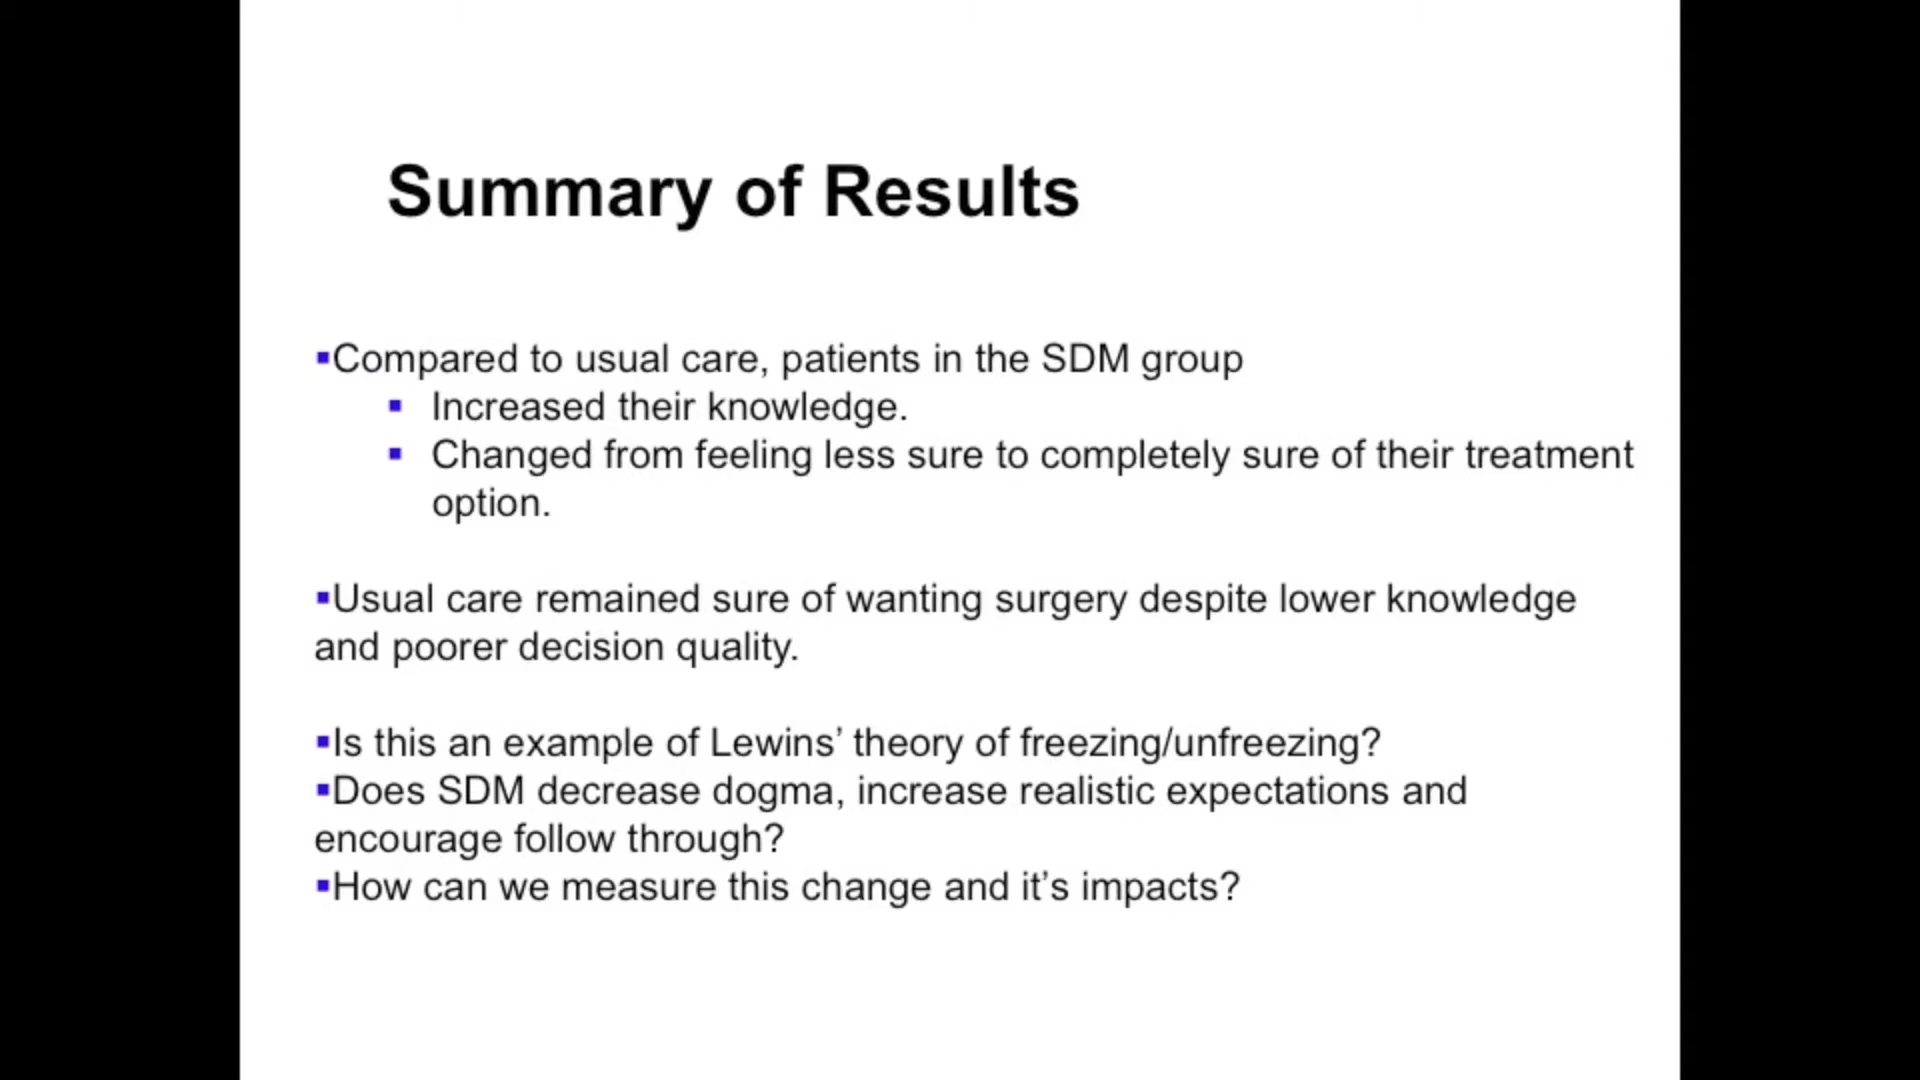 Summary of Results
▪Compared to usual care, patients in the SDM group
▪ Increased their knowledge.
▪ Changed from feeling less sure to completely sure of their treatment
option.
▪Usual care remained sure of wanting surgery despite lower knowledge
and poorer decision quality.
▪Is this an example of Lewins’ theory of freezing/unfreezing?
▪Does SDM decrease dogma, increase realistic expectations and
encourage follow through?
▪How can we measure this change and it’s impacts?